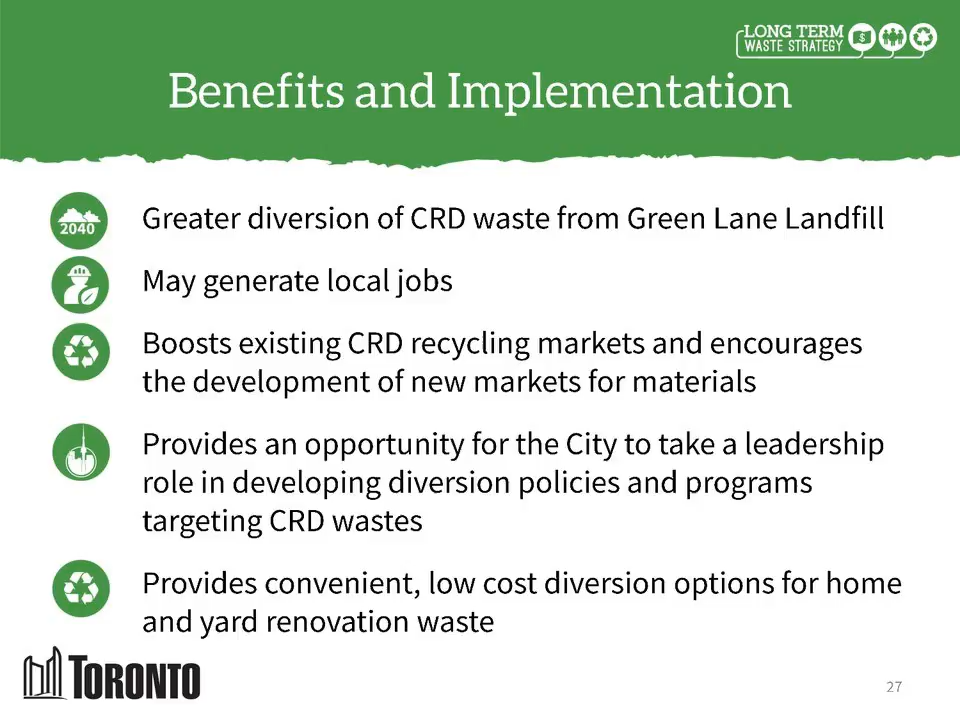 LONG TERM
WASTE STRATEGY
$
Benefits and Implementation
2040
Greater diversion of CRD waste from Green Lane Landfill
May generate local jobs
Boosts existing CRD recycling markets and encourages
the development of new markets for materials
Provides an opportunity for the City to take a leadership
role in developing diversion policies and programs
targeting CRD wastes
Provides convenient, low cost diversion options for home
and yard renovation waste
TORONTO
27